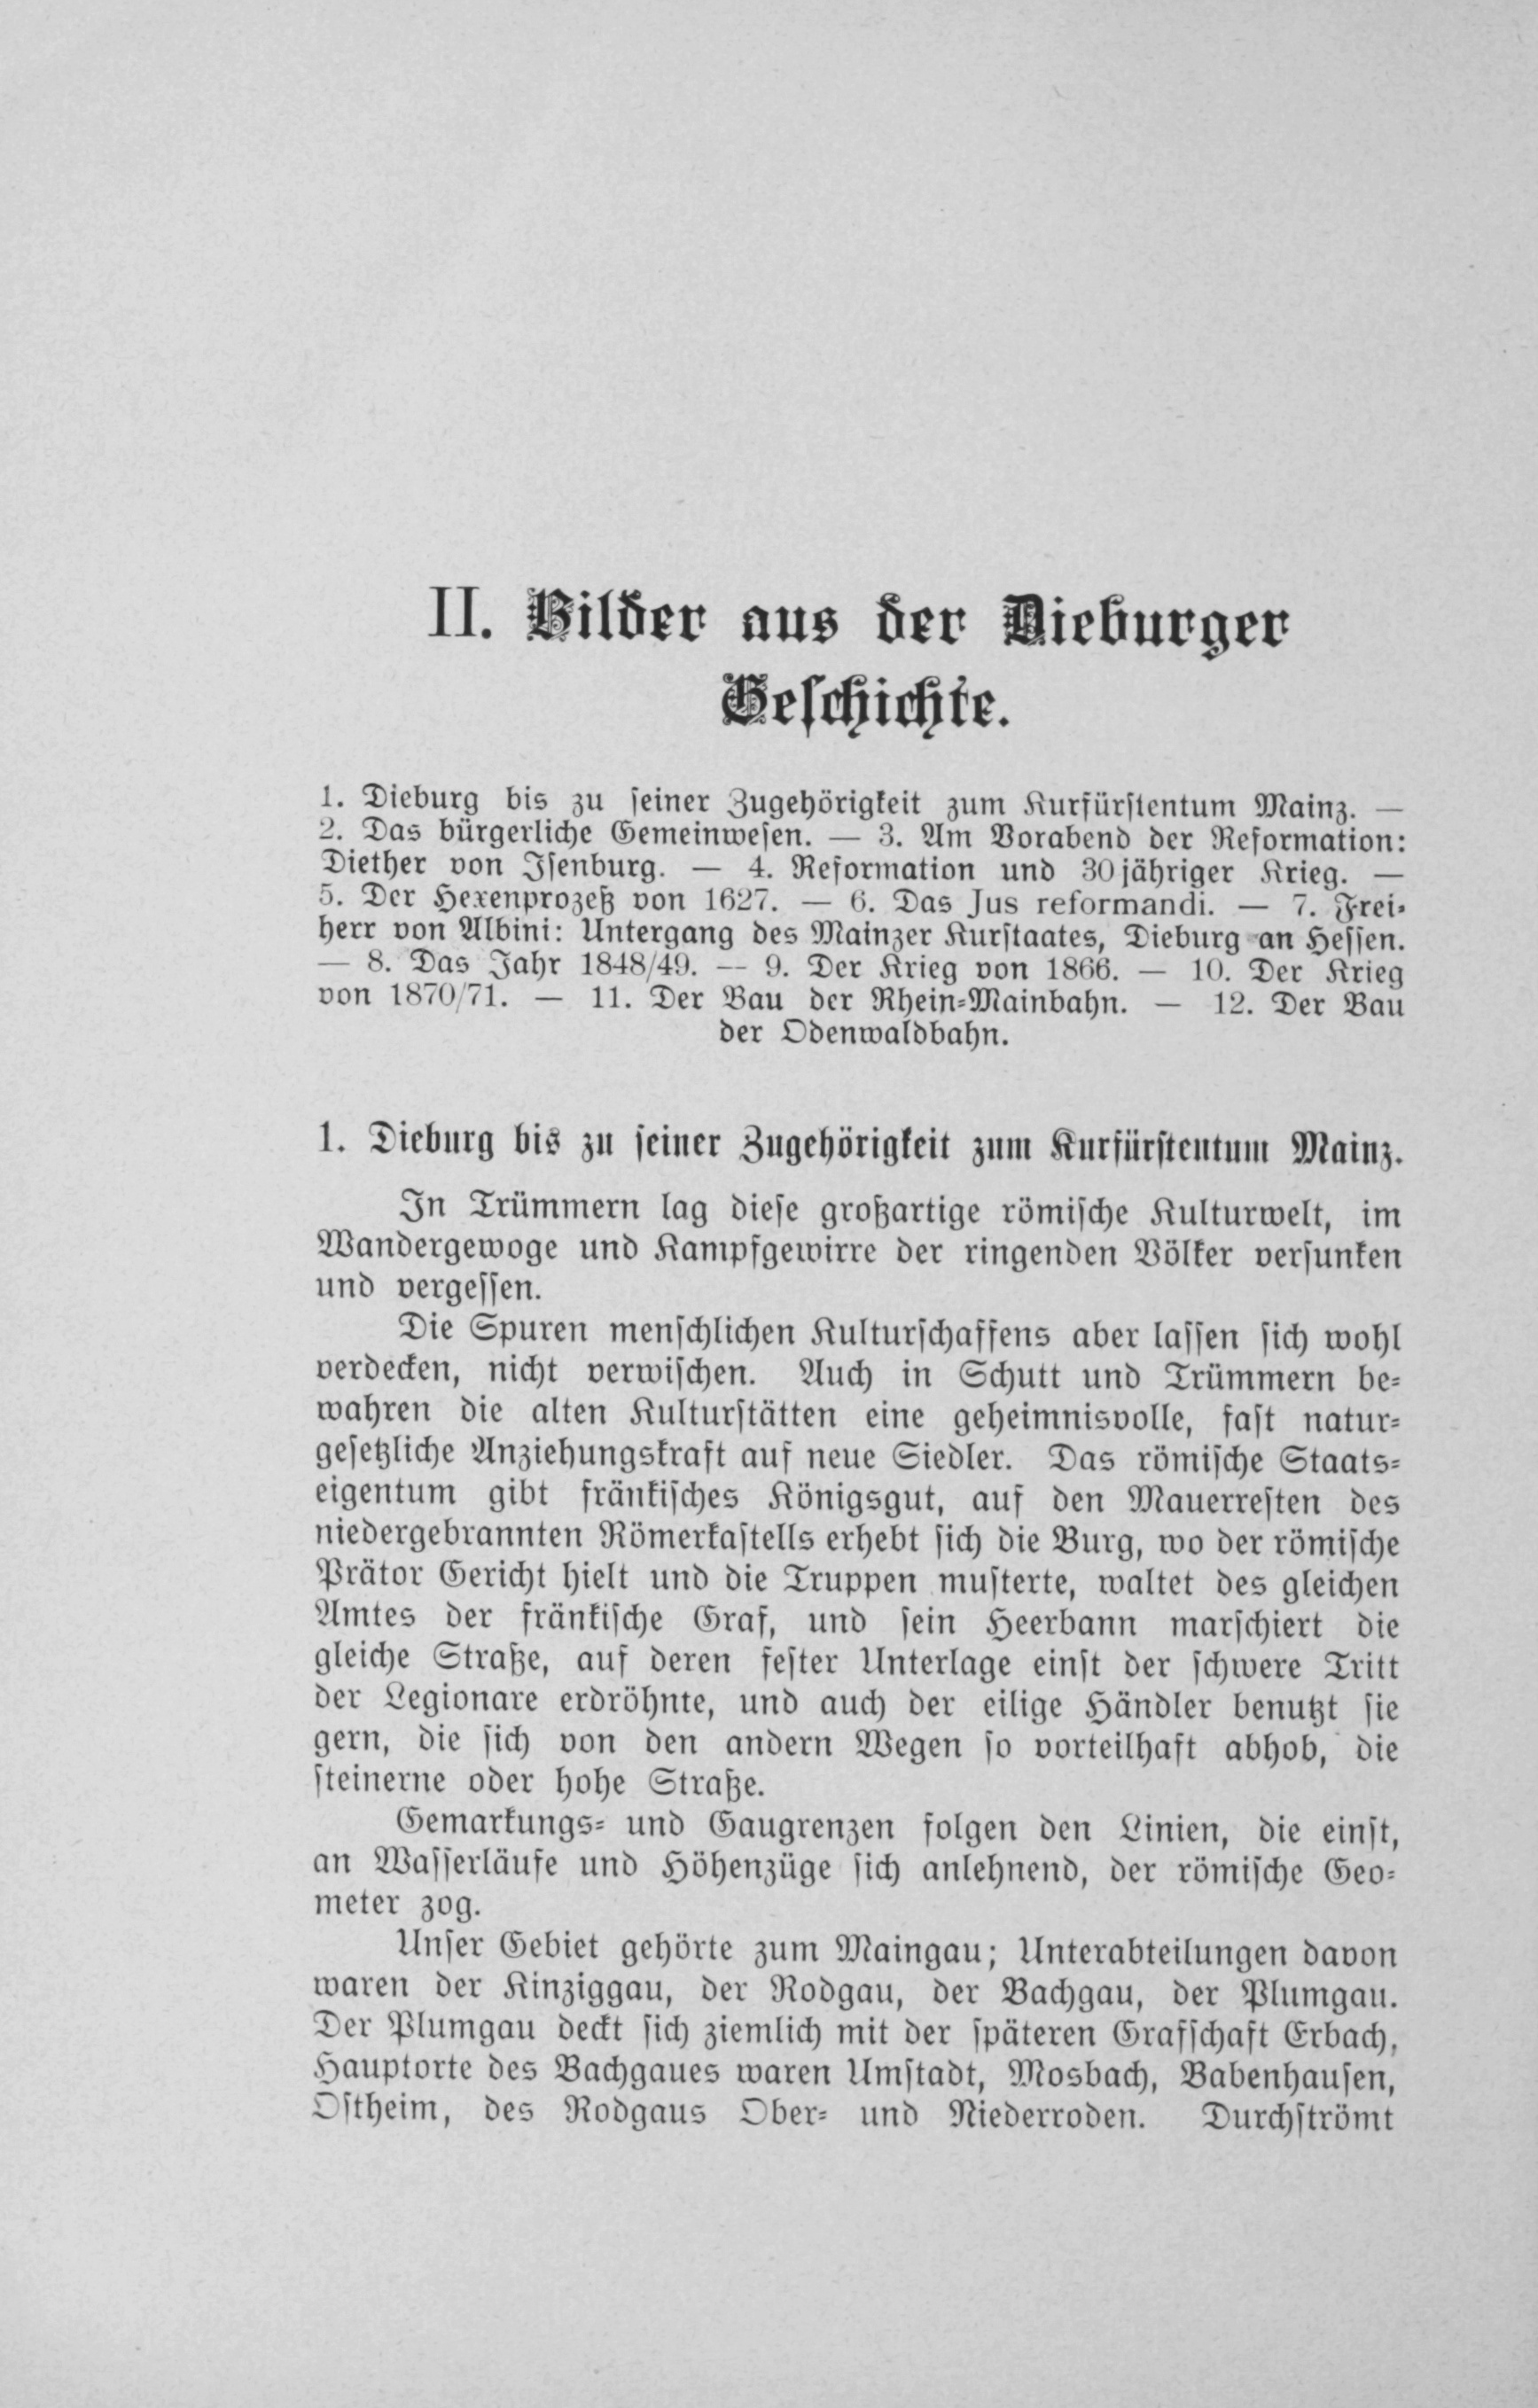 II. Bilder aus der Dieburger
Geschichte.
1. Dieburg bis zu seiner Zugehörigkeit zum Kurfürstentum Mainz. —
2. Das bürgerliche Gemeinwesen. — 3. Am Vorabend der Reformation:
Diether von Isenburg. — 4. Reformation und 30jähriger Krieg. —
5. Der Hexenprozeß von 1627. — 6. Das Jus reformandi. — 7. Frei-
herr von Albini: Untergang des Mainzer Kurstaates, Dieburg an Hessen.
— 8. Das Jahr 1848/49. — 9. Der Krieg von 1866. — 10. Der Krieg
von 1870/71. — 11. Der Bau der Rhein-Mainbahn. — 12. Der Bau
der Odenwaldbahn.
1. Dieburg bis zu seiner Zugehörigkeit zum Kurfürstentum Mainz.
In Trümmern lag diese großartige römische Kulturwelt, im
Wandergewoge und Kampfgewirre der ringenden Völker versunken
und vergessen.
Die Spuren menschlichen Kulturschaffens aber lassen sich wohl
verdecken, nicht verwischen. Auch in Schutt und Trümmern be-
wahren die alten Kulturstätten eine geheimnisvolle, fast natur-
gesetzliche Anziehungskraft auf neue Siedler. Das römische Staats-
eigentum gibt fränkisches Königsgut, auf den Mauerresten des
niedergebrannten Römerkastells erhebt sich die Burg, wo der römische
Prätor Gericht hielt und die Truppen musterte, waltet des gleichen
Amtes der fränkische Graf, und sein Heerbann marschiert die
gleiche Straße, auf deren fester Unterlage einst der schwere Tritt
der Legionare erdröhnte, und auch der eilige Händler benutzt sie
gern, die sich von den andern Wegen so vorteilhaft abhob, die
steinerne oder hohe Straße.
Gemarkungs- und Gaugrenzen folgen den Linien, die einst,
an Wasserläufe und Höhenzüge sich anlehnend, der römische Geo-
meter zog.
Unser Gebiet gehörte zum Maingau; Unterabteilungen davon
waren der Kinziggau, der Rodgau, der Bachgau, der Plumgau.
Der Plumgau deckt sich ziemlich mit der späteren Grafschaft Erbach,
Hauptorte des Bachgaues waren Umstadt, Mosbach, Babenhausen,
Ostheim, des Rodgaus Ober- und Niederroden. Durchströmt